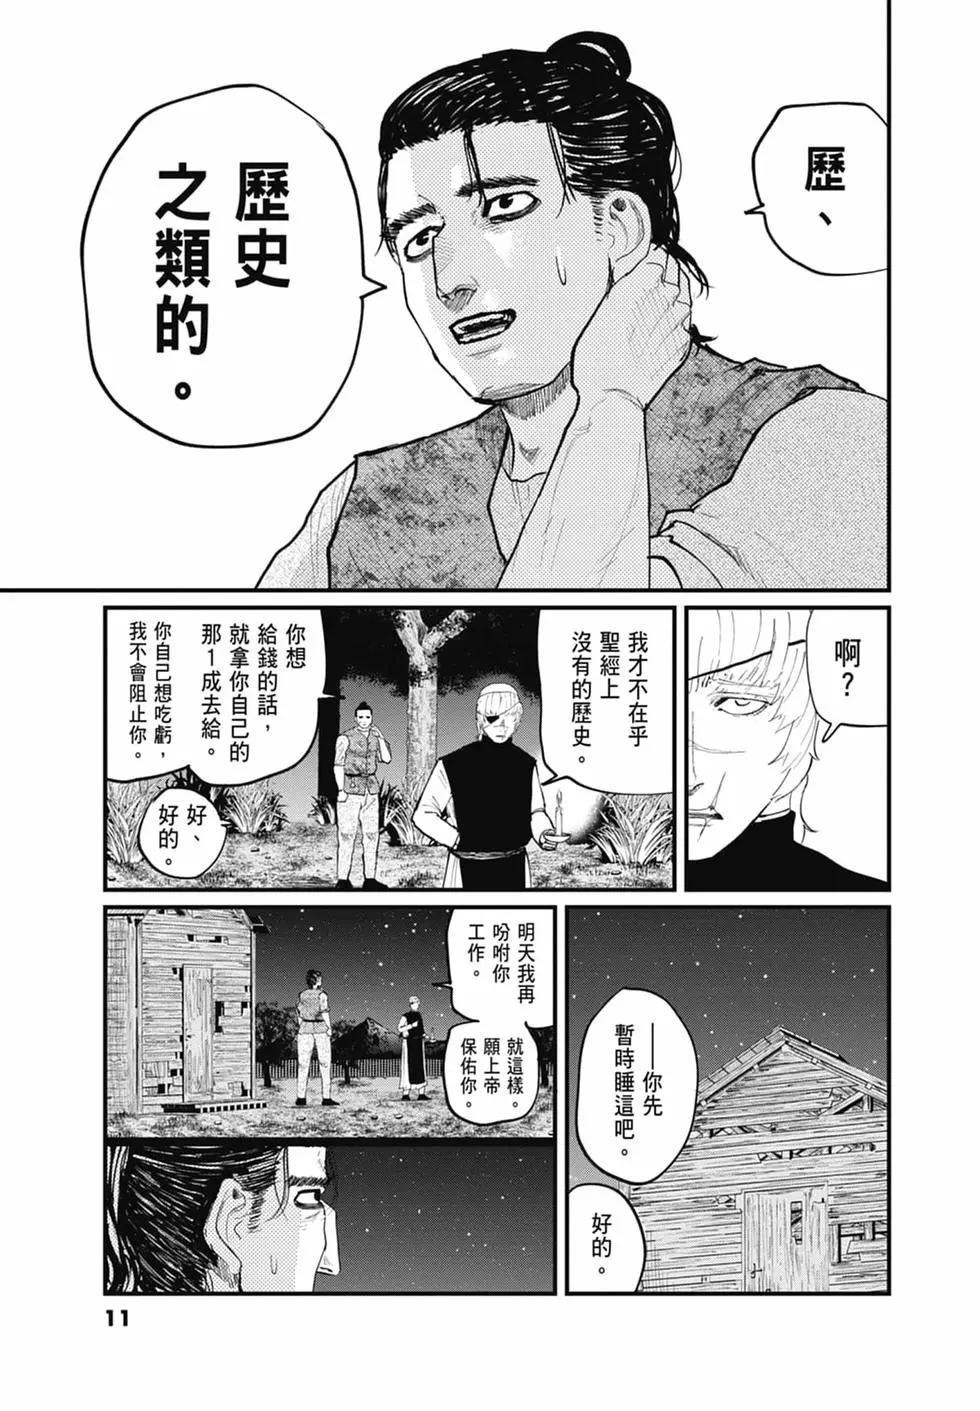 歷、
歷史
之類的。
啊？
我才不在乎
聖經上
沒有的歷史。
你想
給錢的話，
就拿你自己的
那1成去給。
你自己想吃虧，
我不會阻止你。
好、
好的。
——你先
暫時睡這吧。
好的。
明天我再
吩咐你
工作。
就這樣。
願上帝
保佑你。
11